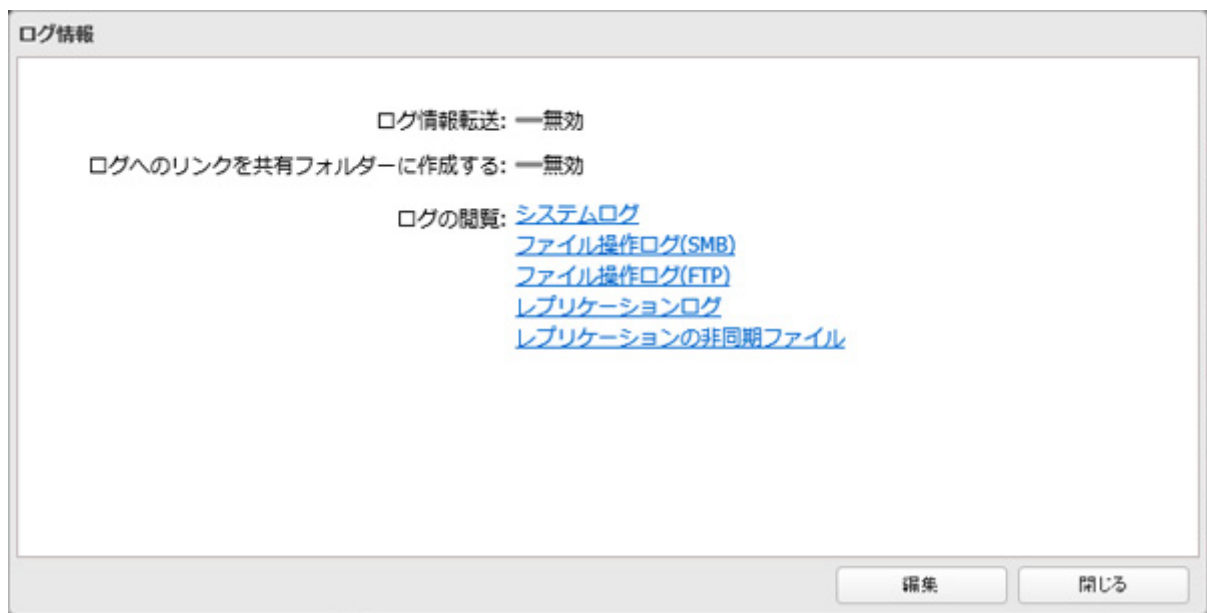 ログ情報
ログ情報転送: 無効
ログへのリンクを共有フォルダーに作成する: 無効
ログの閲覧: システムログ
ファイル操作ログ(SMB)
ファイル操作ログ(FTP)
レプリケーションログ
レプリケーションの非同期ファイル
編集 閉じる